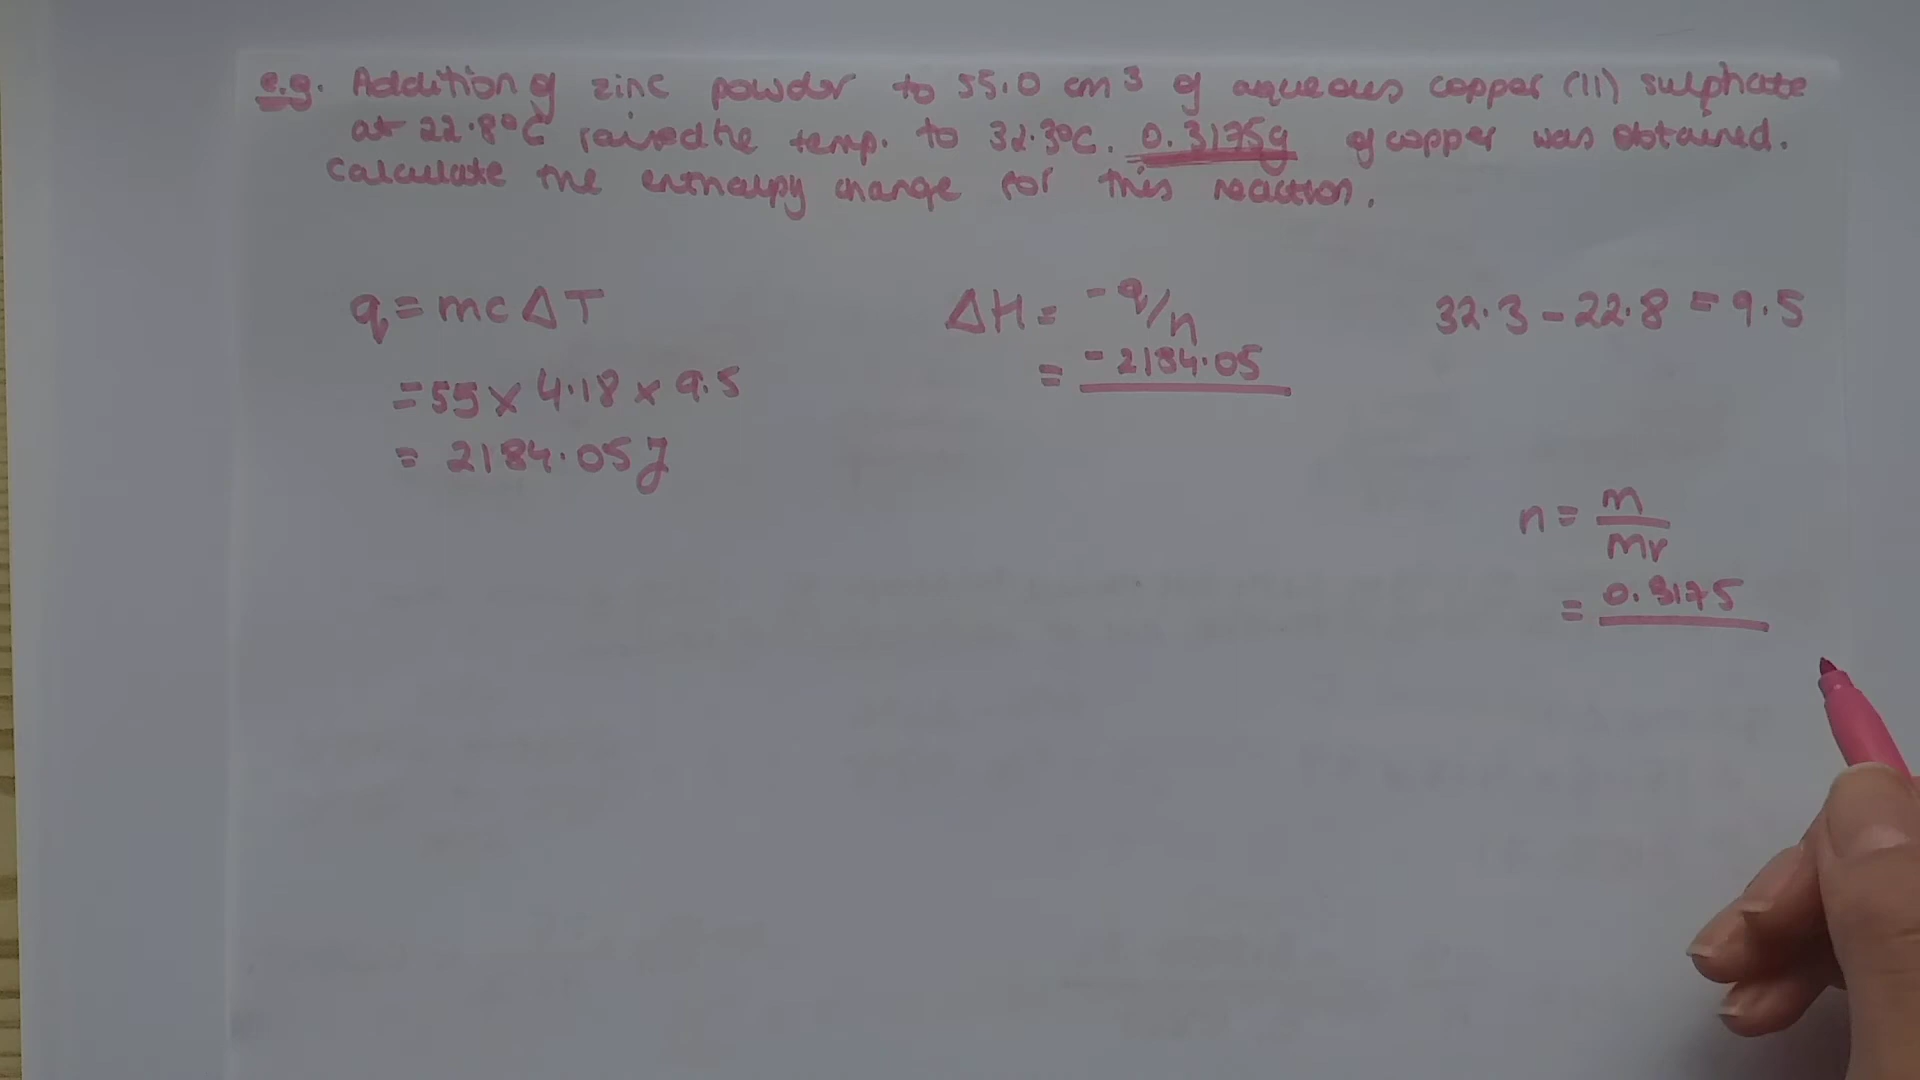 e.g. Addition of zinc powder to 55.0 cm³ of aqueous copper (II) sulphate
at 22.8°C raised the temp. to 32.3°C. 0.3175g of copper was obtained.
Calculate the enthalpy change for this reaction.
q = mcΔT
= 55 x 4.18 x 9.5
= 2184.05J
ΔH = -q/n
= -2184.05
32.3 - 22.8 = 9.5
n = m
Mr
= 0.3175